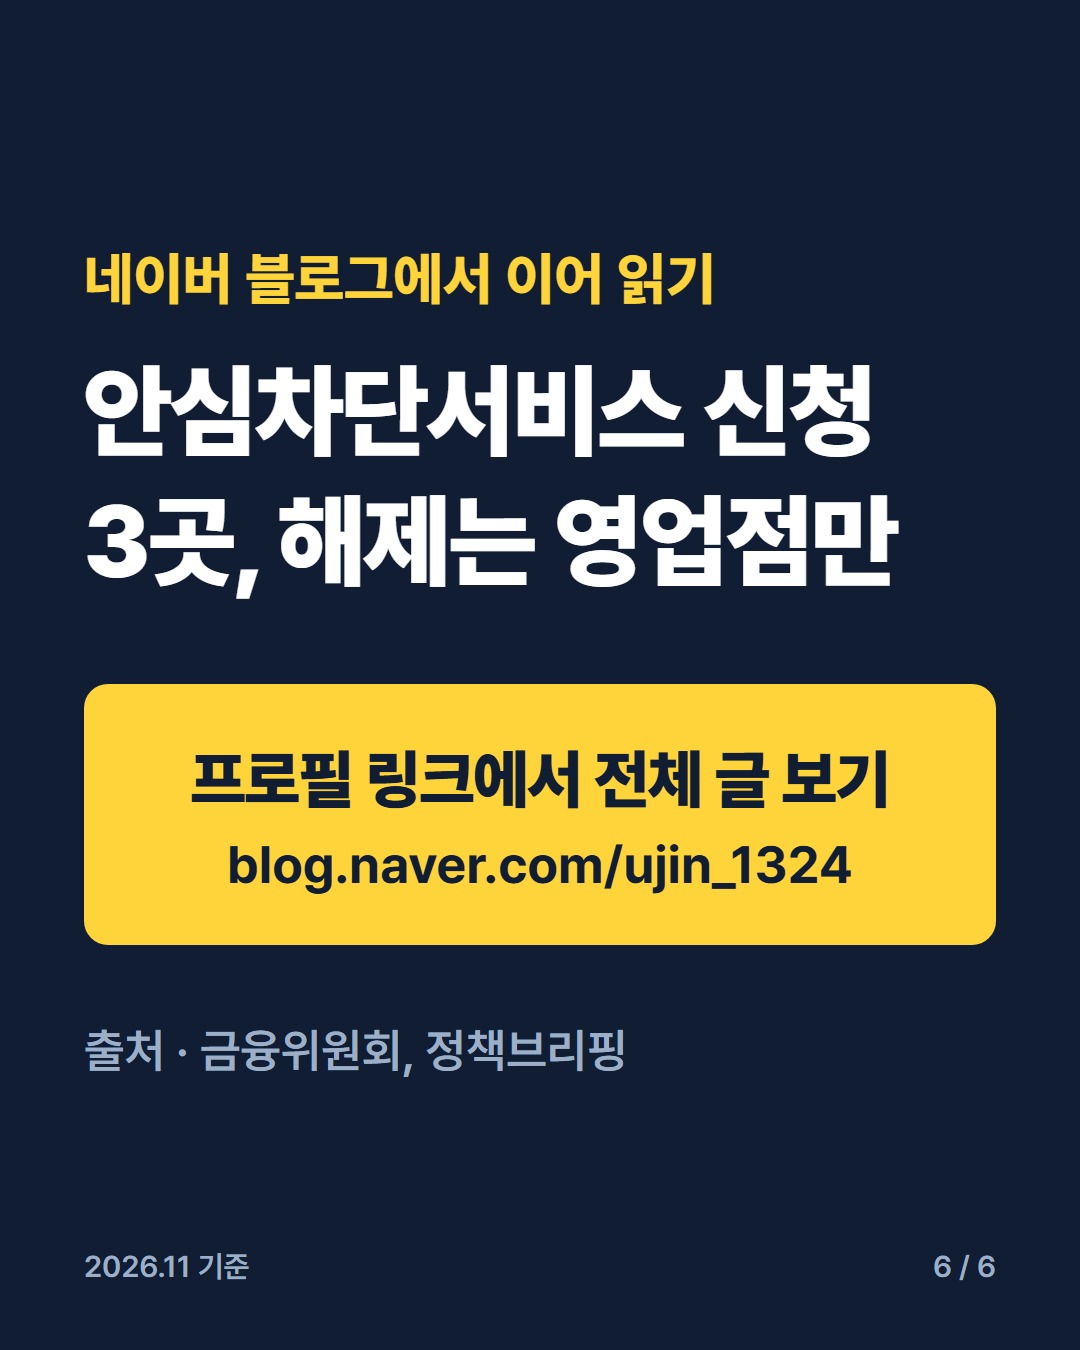 네이버 블로그에서 이어 읽기
안심차단서비스 신청
3곳, 해제는 영업점만
프로필 링크에서 전체 글 보기
blog.naver.com/ujin_1324
출처 · 금융위원회, 정책브리핑
2026.11 기준
6 / 6